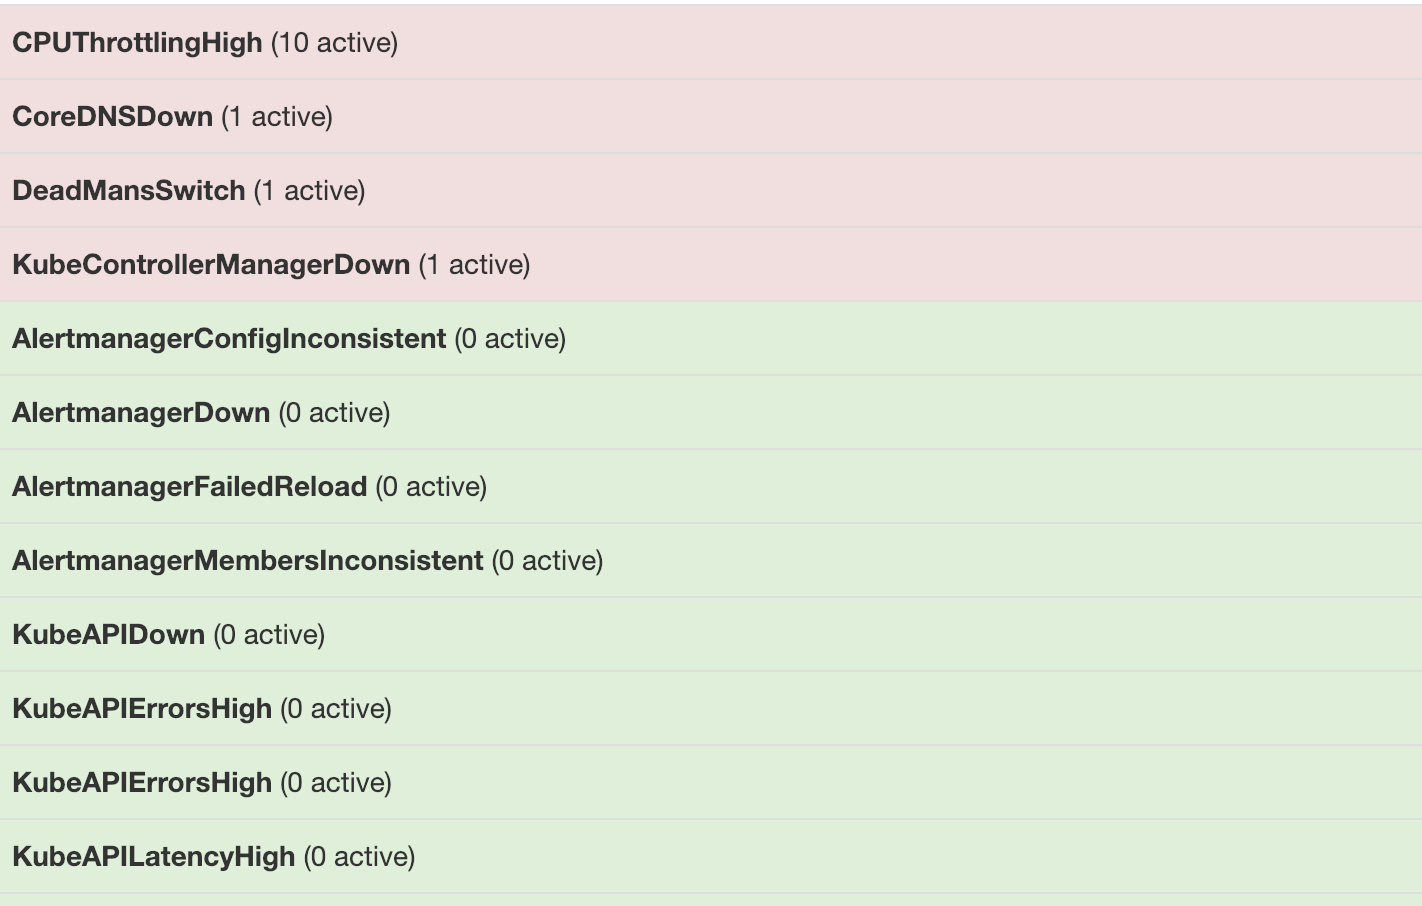 CPUThrottlingHigh (10 active)
CoreDNSDown (1 active)
DeadMansSwitch (1 active)
KubeControllerManagerDown (1 active)
AlertmanagerConfigInconsistent (0 active)
AlertmanagerDown (0 active)
AlertmanagerFailedReload (0 active)
AlertmanagerMembersInconsistent (0 active)
KubeAPIDown (0 active)
KubeAPIErrorsHigh (0 active)
KubeAPIErrorsHigh (0 active)
KubeAPILatencyHigh (0 active)